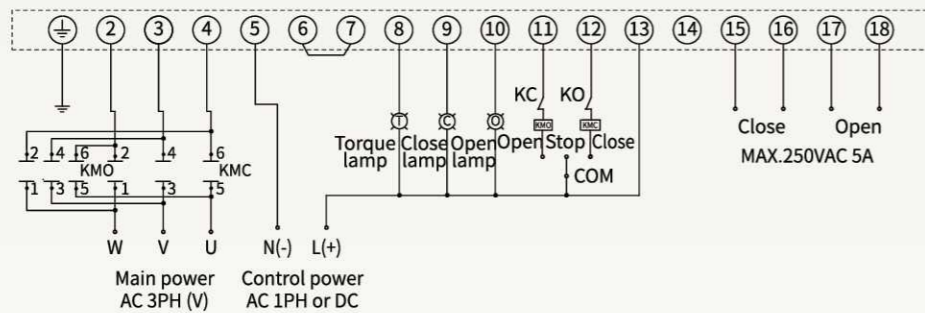 2 3 4 5 6 7 8 9 10 11 12 13 14 15 16 17 18
KC KO
T C O KMO KMC
Torque lamp
Close lamp
Open lamp
Open Stop Close
COM
Close Open
MAX.250VAC 5A
2 4 6 2 4 6
KMO KMC
1 3 5 1 3 5
W V U N(-) L(+)
Main power
AC 3PH (V)
Control power
AC 1PH or DC